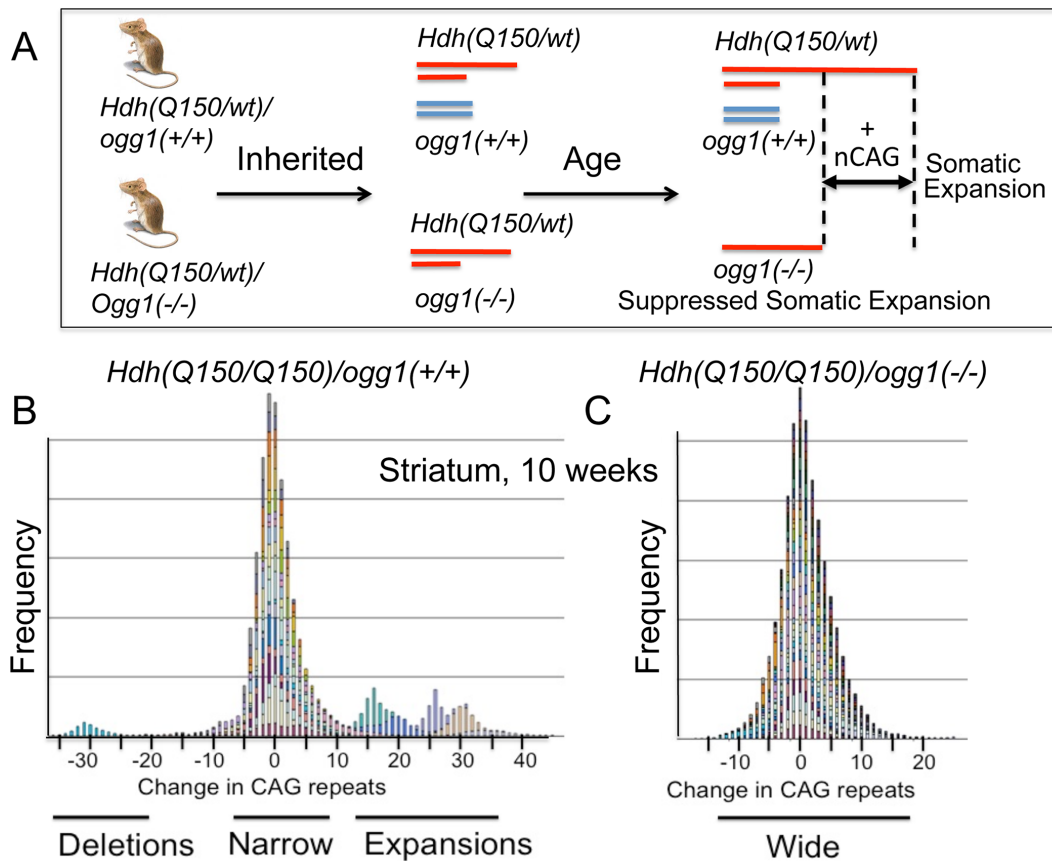 A
Hdh(Q150/wt)/
ogg1(+/+)
Hdh(Q150/wt)/
Ogg1(-/-)
Inherited
Hdh(Q150/wt)
ogg1(+/+)
Hdh(Q150/wt)
ogg1(-/-)
Age
Hdh(Q150/wt)
ogg1(+/+)
+
nCAG
Somatic
Expansion
ogg1(-/-)
Suppressed Somatic Expansion
Hdh(Q150/Q150)/ogg1(+/+)
B
Frequency
-30 -20 -10 0 10 20 30 40
Change in CAG repeats
Deletions Narrow Expansions
Striatum, 10 weeks
Hdh(Q150/Q150)/ogg1(-/-)
C
Frequency
-10 0 10 20
Change in CAG repeats
Wide